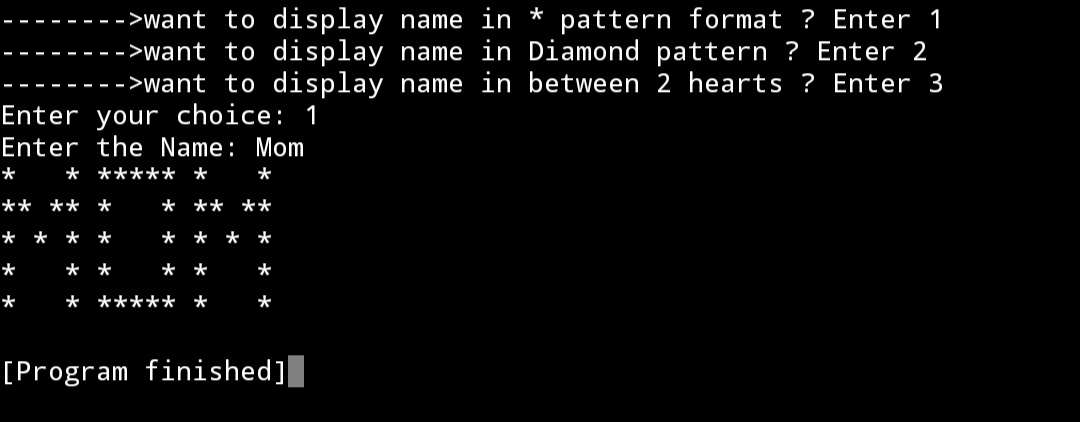 -------->want to display name in * pattern format ? Enter 1
-------->want to display name in Diamond pattern ? Enter 2
-------->want to display name in between 2 hearts ? Enter 3
Enter your choice: 1
Enter the Name: Mom
*   * ***** *   *
** ** *   * ** **
* * * *   * * * *
*   * *   * *   *
*   * ***** *   *
[Program finished]